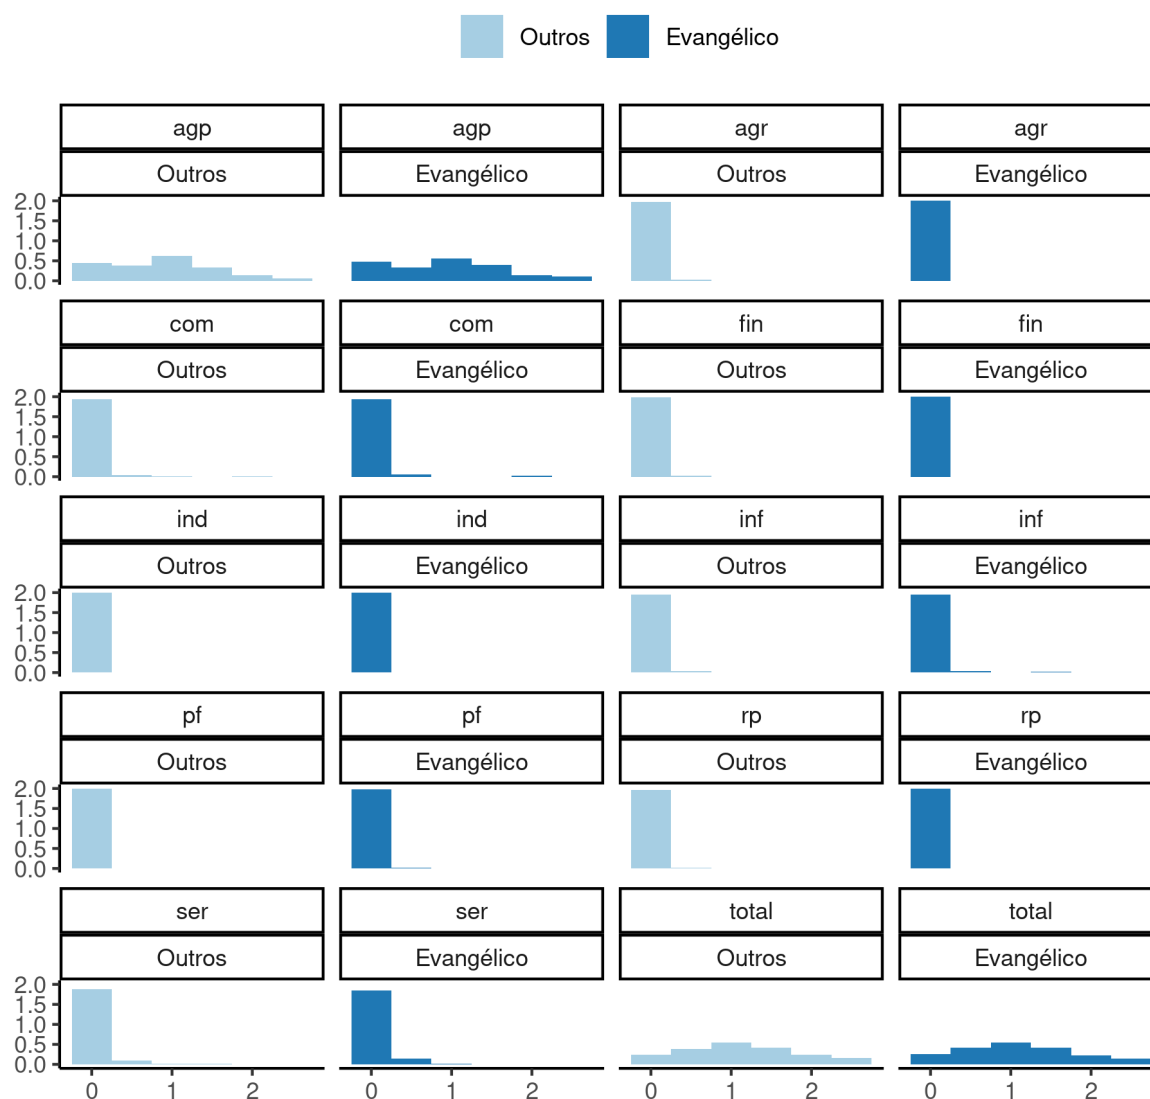 Outros Evangélico
agp agp agr agr
Outros Evangélico Outros Evangélico
2.0
1.5
1.0
0.5
0.0
com com fin fin
Outros Evangélico Outros Evangélico
2.0
1.5
1.0
0.5
0.0
ind ind inf inf
Outros Evangélico Outros Evangélico
2.0
1.5
1.0
0.5
0.0
pf pf rp rp
Outros Evangélico Outros Evangélico
2.0
1.5
1.0
0.5
0.0
ser ser total total
Outros Evangélico Outros Evangélico
2.0
1.5
1.0
0.5
0.0
0 1 2 0 1 2 0 1 2 0 1 2